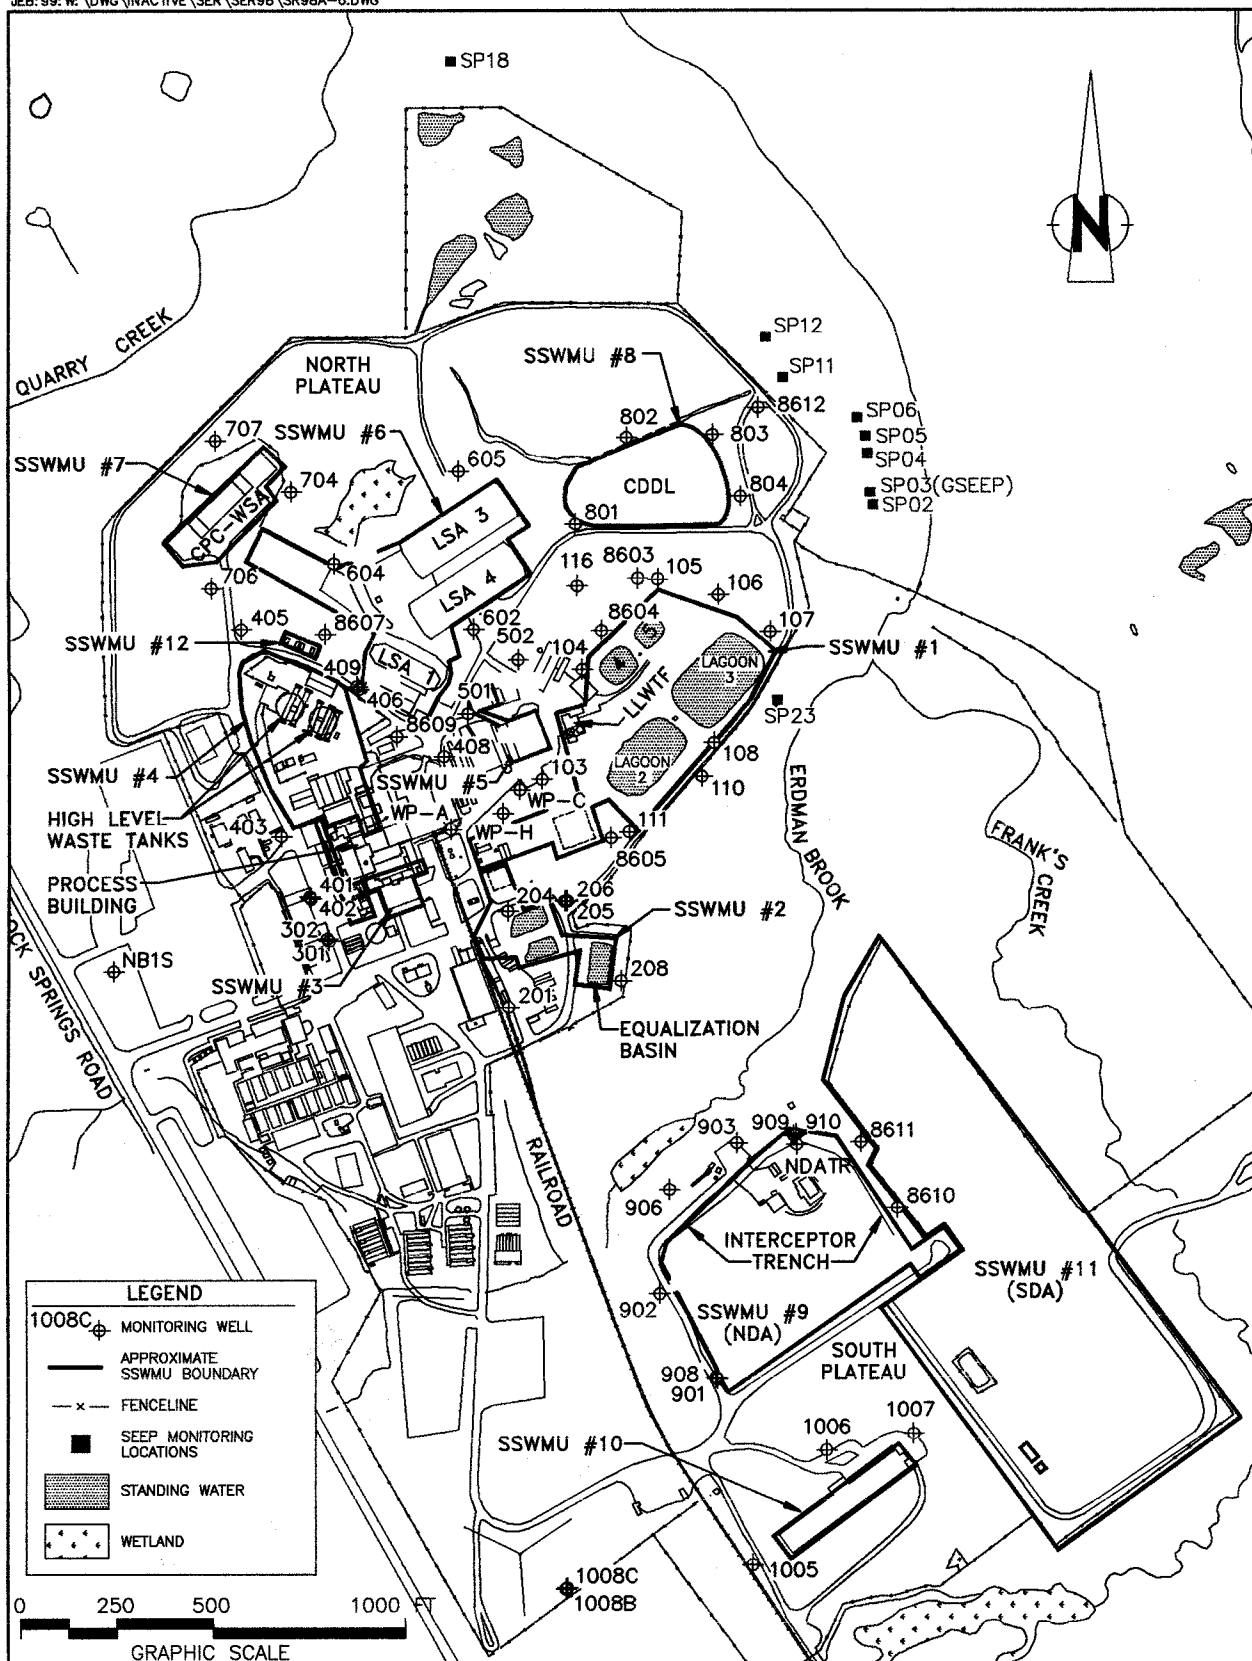 JEB: 99: W: \DWG \INACTIVE \SER \SER98 \SR98A-6.DWG
SP18
N
QUARRY CREEK
NORTH
PLATEAU
SSWMU #8
SP12
SP11
8612
SP06
SP05
SP04
SP03(GSEEP)
SP02
802
803
804
801
CDDL
SSWMU #6
707
SSWMU #7
704
605
CPC-WSA
LSA 3
LSA 4
604
706
116
8603
105
106
405
8607
602
8604
107
SSWMU #12
502
104
SSWMU #1
409
LSA 1
4
5
LAGOON
3
406
501
LLWTF
SP23
b
8609
408
108
SSWMU #4
SSWMU #5
103
LAGOON
2
110
HIGH LEVEL
WASTE TANKS
403
WP-A
WP-C
WP-H
111
8605
ERDMAN BROOK
FRANK'S
CREEK
PROCESS
BUILDING
401
402
204
206
205
SSWMU #2
302
301
NB1S
SSWMU #3
201
208
OCK SPRINGS ROAD
EQUALIZATION
BASIN
RAILROAD
903
909
910
8611
NDATR
906
8610
INTERCEPTOR
TRENCH
SSWMU #11
(SDA)
902
SSWMU #9
(NDA)
SOUTH
PLATEAU
908
901
1007
1006
SSWMU #10
1005
1008C
1008B
LEGEND
1008C
MONITORING WELL
APPROXIMATE
SSWMU BOUNDARY
— x — FENCELINE
SEEP MONITORING
LOCATIONS
STANDING WATER
WETLAND
0 250 500 1000 FT
GRAPHIC SCALE